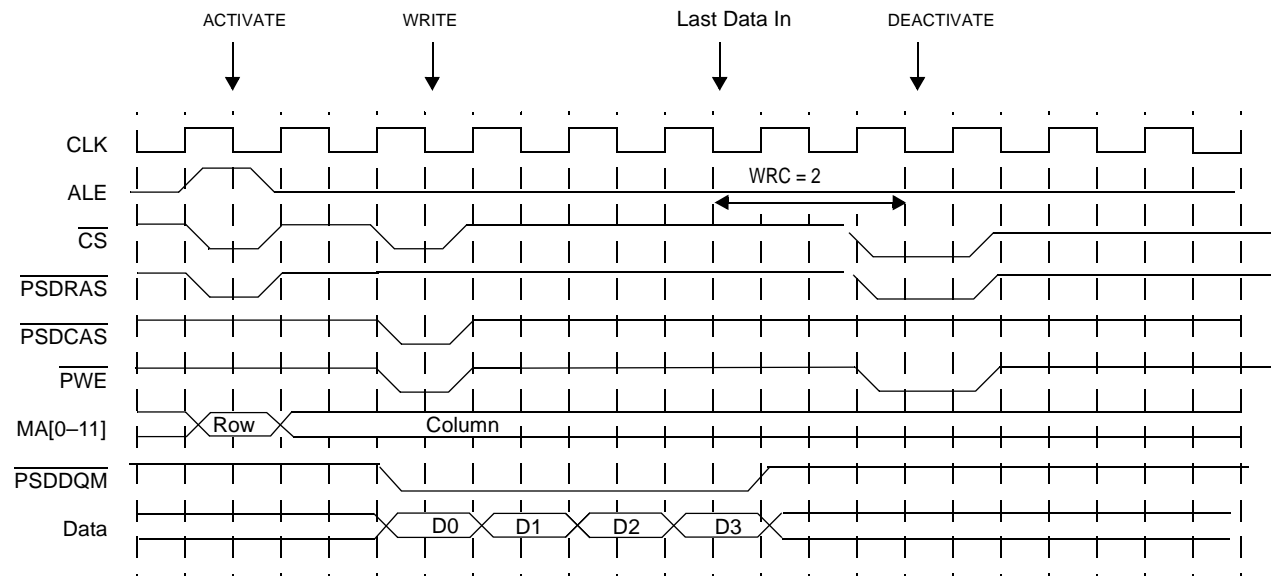 ACTIVATE WRITE Last Data In DEACTIVATE
CLK
WRC = 2
ALE
CS
PSDRAS
PSDCAS
PWE
MA[0–11] Row Column
PSDDQM
Data D0 D1 D2 D3